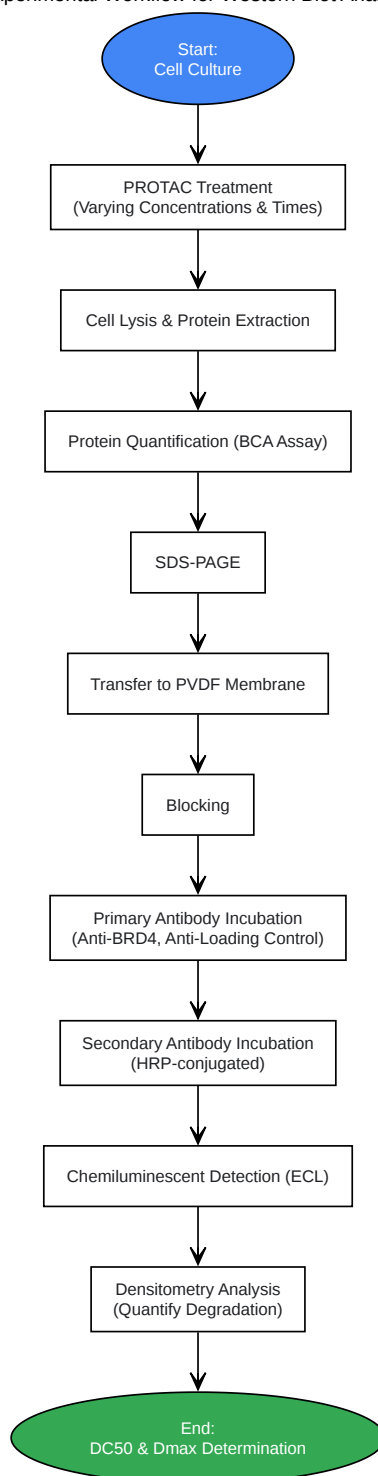 Experimental Workflow for Western Blot Analysis
Start:
Cell Culture
PROTAC Treatment
(Varying Concentrations & Times)
Cell Lysis & Protein Extraction
Protein Quantification (BCA Assay)
SDS-PAGE
Transfer to PVDF Membrane
Blocking
Primary Antibody Incubation
(Anti-BRD4, Anti-Loading Control)
Secondary Antibody Incubation
(HRP-conjugated)
Chemiluminescent Detection (ECL)
Densitometry Analysis
(Quantify Degradation)
End:
DC50 & Dmax Determination